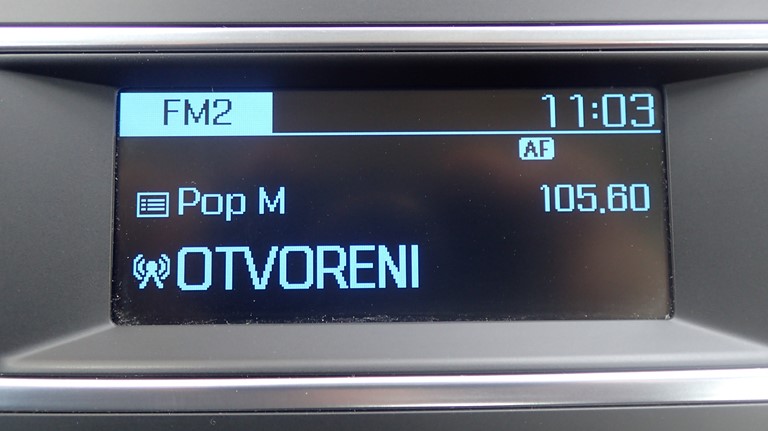 FM2 11:03
AF
Pop M 105.60
OTVORENI